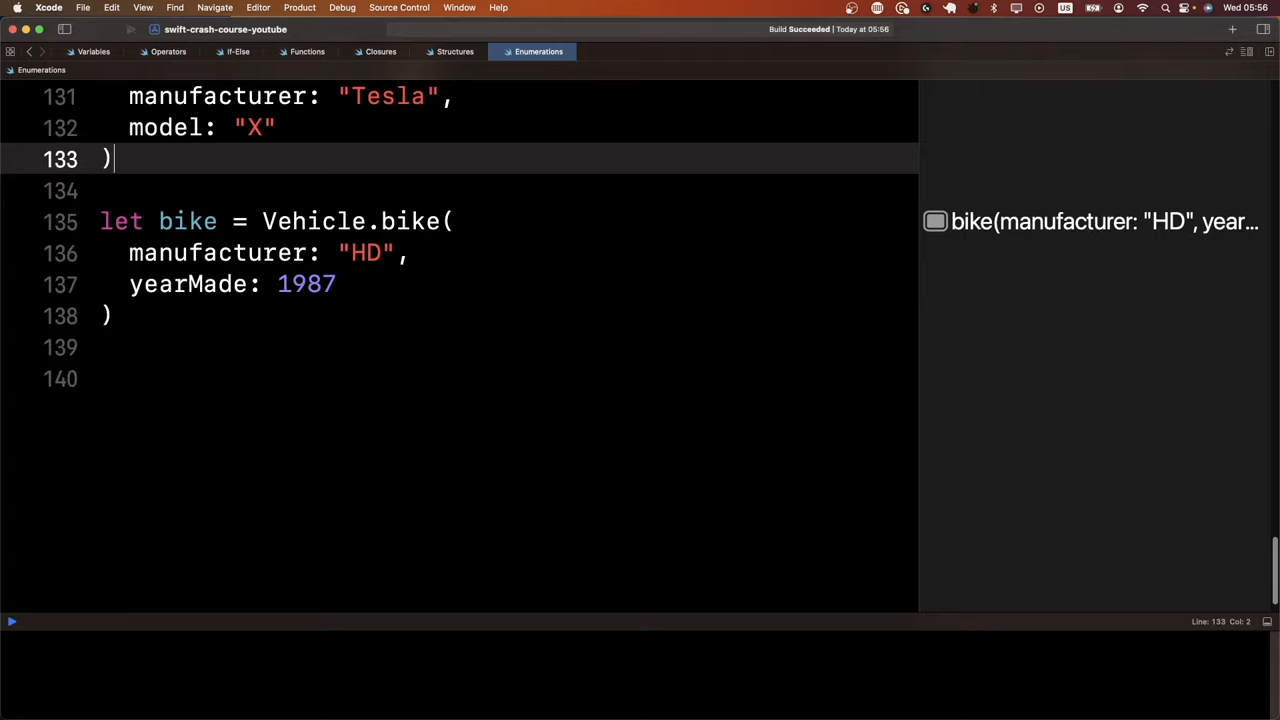 Xcode File Edit View Find Navigate Editor Product Debug Source Control Window Help US Wed 05:56
swift-crash-course-youtube Build Succeeded | Today at 05:56
Variables Operators If-Else Functions Closures Structures Enumerations
Enumerations
131 manufacturer: "Tesla",
132 model: "X"
133 )
134
135 let bike = Vehicle.bike( bike(manufacturer: "HD", year...
136 manufacturer: "HD",
137 yearMade: 1987
138 )
139
140
Line: 133 Col: 2